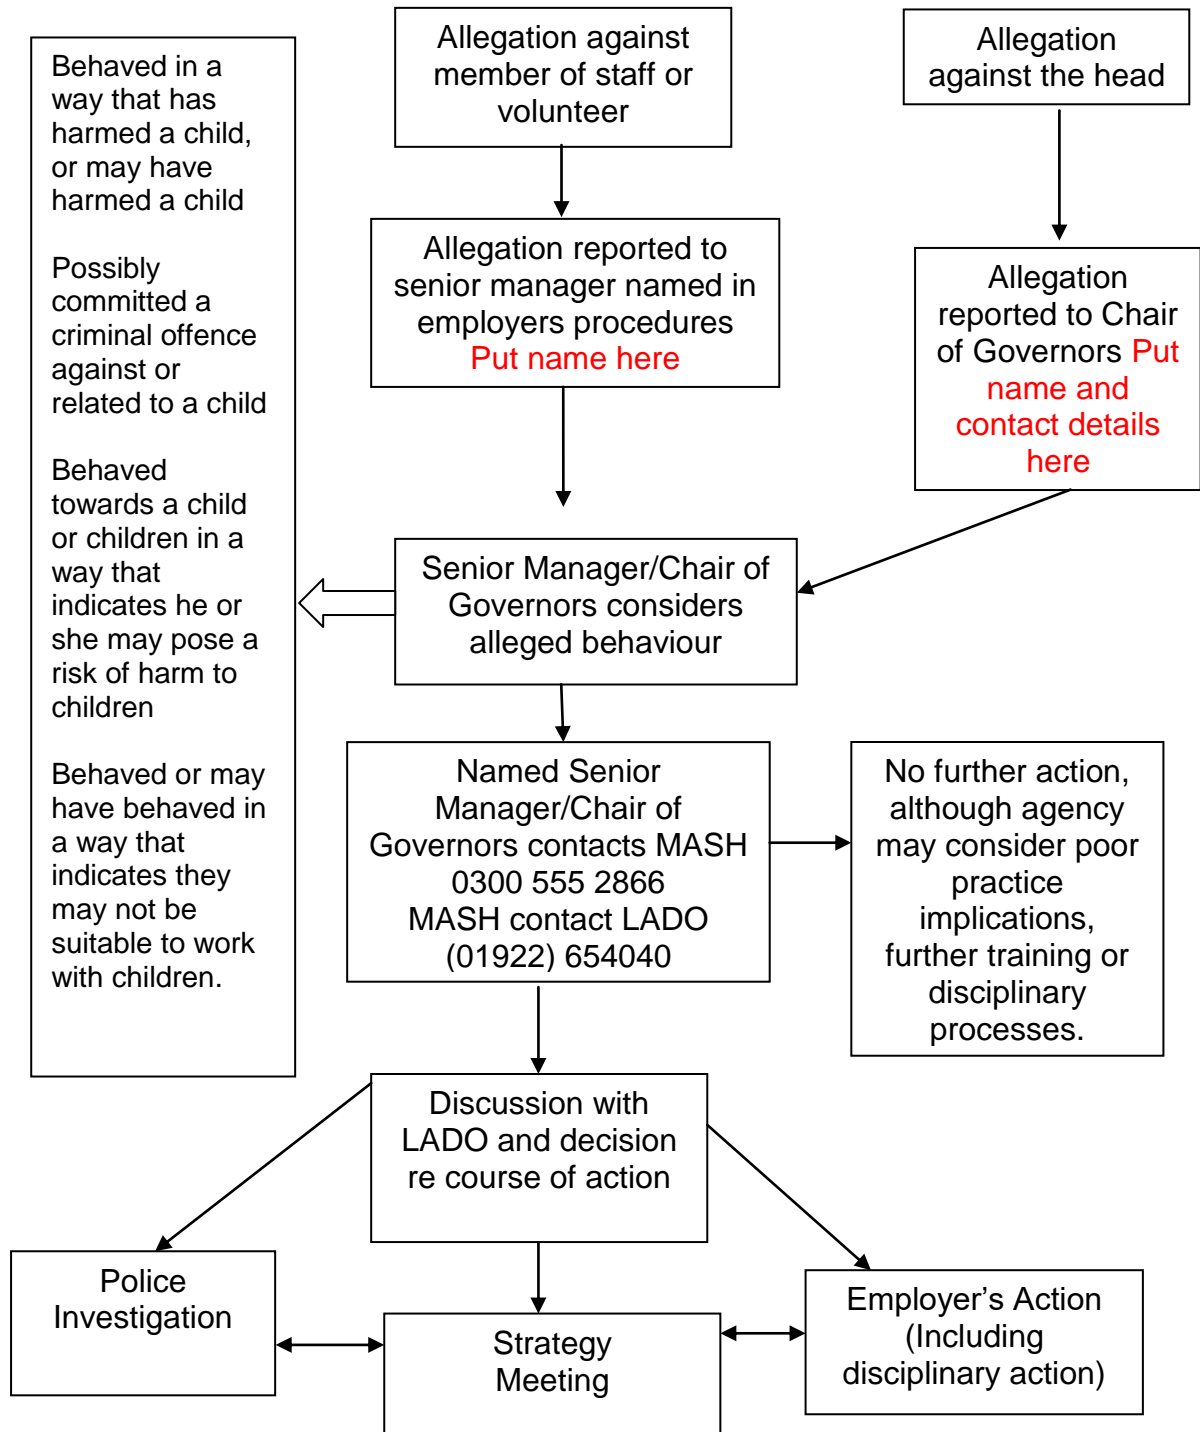 Behaved in a
way that has
harmed a child,
or may have
harmed a child
Possibly
committed a
criminal offence
against or
related to a child
Behaved
towards a child
or children in a
way that
indicates he or
she may pose a
risk of harm to
children
Behaved or may
have behaved in
a way that
indicates they
may not be
suitable to work
with children.
Allegation against
member of staff or
volunteer
Allegation
against the head
Allegation reported to
senior manager named in
employers procedures
Put name here
Allegation
reported to Chair
of Governors Put
name and
contact details
here
Senior Manager/Chair of
Governors considers
alleged behaviour
Named Senior
Manager/Chair of
Governors contacts MASH
0300 555 2866
MASH contact LADO
(01922) 654040
No further action,
although agency
may consider poor
practice
implications,
further training or
disciplinary
processes.
Discussion with
LADO and decision
re course of action
Police
Investigation
Strategy
Meeting
Employer’s Action
(Including
disciplinary action)